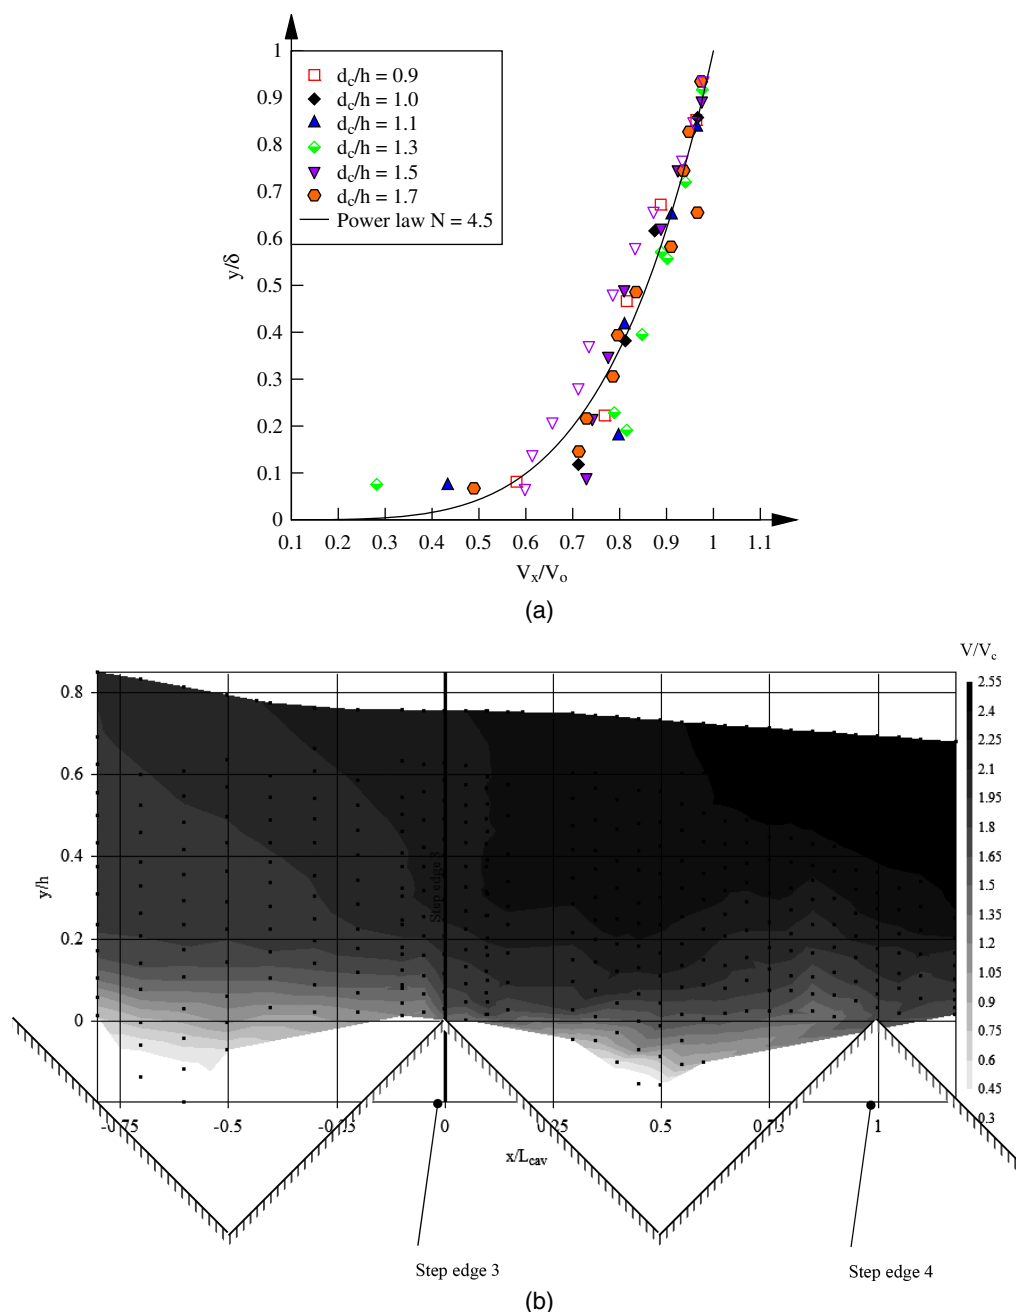 1
0.9
0.8
0.7
0.6
0.5
0.4
0.3
0.2
0.1
0
y/δ
d_c/h = 0.9
d_c/h = 1.0
d_c/h = 1.1
d_c/h = 1.3
d_c/h = 1.5
d_c/h = 1.7
Power law N = 4.5
0.1 0.2 0.3 0.4 0.5 0.6 0.7 0.8 0.9 1 1.1
V_x/V_o
(a)
V/V_c
2.55
2.4
2.25
2.1
1.95
1.8
1.65
1.5
1.35
1.2
1.05
0.9
0.75
0.6
0.45
0.3
0.8
0.6
0.4
0.2
0
y/h
Step edge 3
-0.75 -0.5 -0.25 0 0.25 0.5 0.75 1
x/L_cav
Step edge 3
Step edge 4
(b)